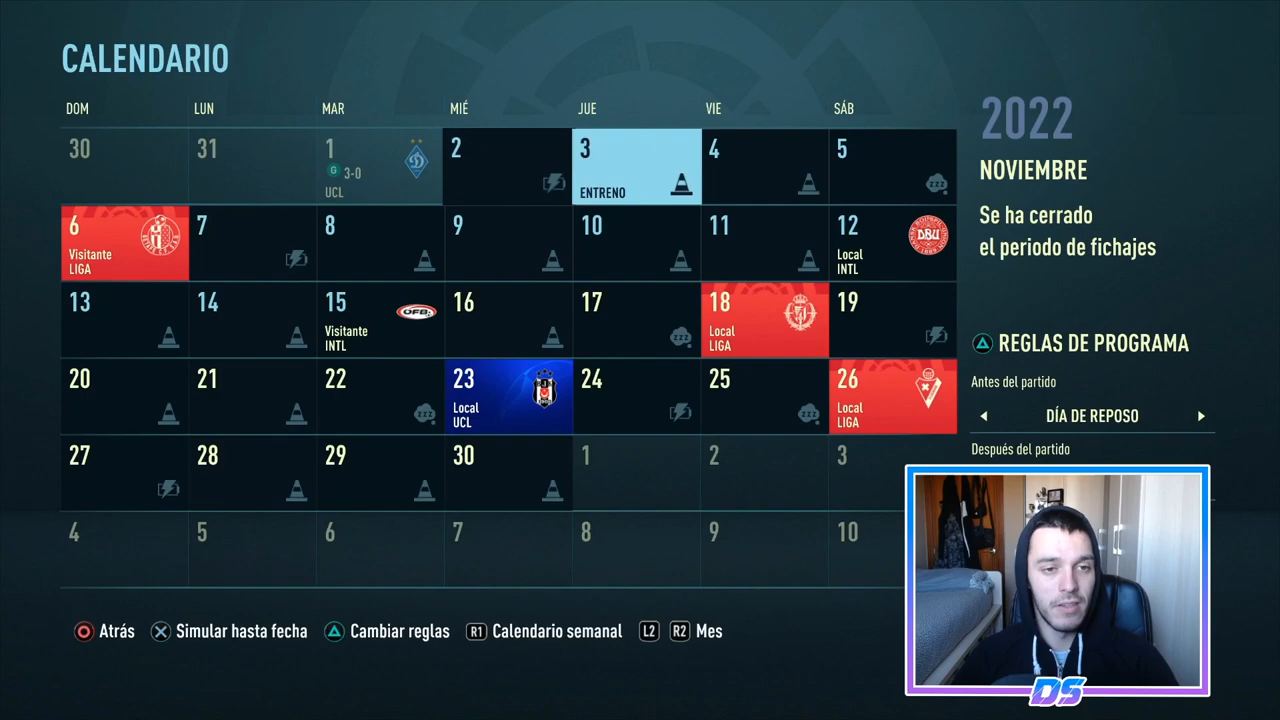 CALENDARIO
DOM LUN MAR MIÉ JUE VIE SÁB
30 31 1 2 3 4 5
G 3-0
UCL
ENTRENO
6 7 8 9 10 11 12
Visitante
LIGA
DBU
Local
INTL
13 14 15 16 17 18 19
ÖFB
Visitante
INTL
Local
LIGA
20 21 22 23 24 25 26
Local
UCL
Local
LIGA
27 28 29 30 1 2 3
4 5 6 7 8 9 10
2022
NOVIEMBRE
Se ha cerrado
el periodo de fichajes
REGLAS DE PROGRAMA
Antes del partido
DÍA DE REPOSO
Después del partido
Atrás Simular hasta fecha Cambiar reglas R1 Calendario semanal L2 R2 Mes
DS